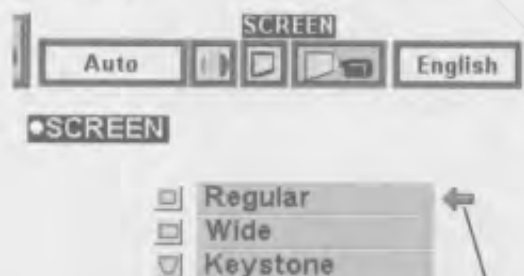 SCREEN
Auto English
•SCREEN
Regular
Wide
Keystone